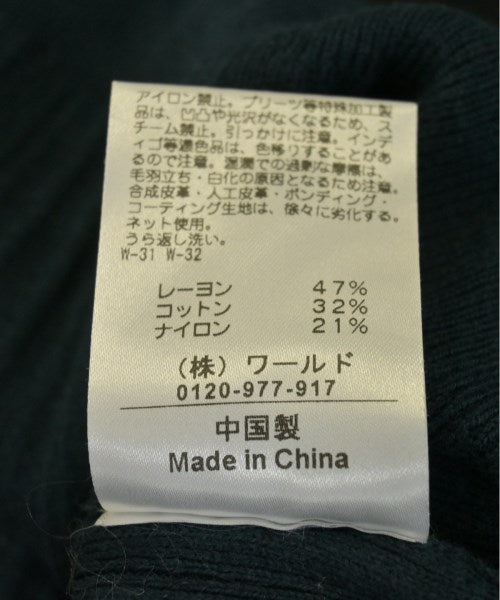 アイロン禁止。プリーツ等特殊加工製
品は、凹凸や光沢がなくなるため、ス
チーム禁止。引っかけに注意。インデ
ィゴ等濃色品は、色移りすることがあ
るので注意。湿潤での過剰な摩擦は、
毛羽立ち・白化の原因となるため注意。
合成皮革・人工皮革・ボンディング・
コーティング生地は、徐々に劣化する。
ネット使用。
うら返し洗い。
W-31 W-32
レーヨン 47%
コットン 32%
ナイロン 21%
(株)ワールド
0120-977-917
中国製
Made in China